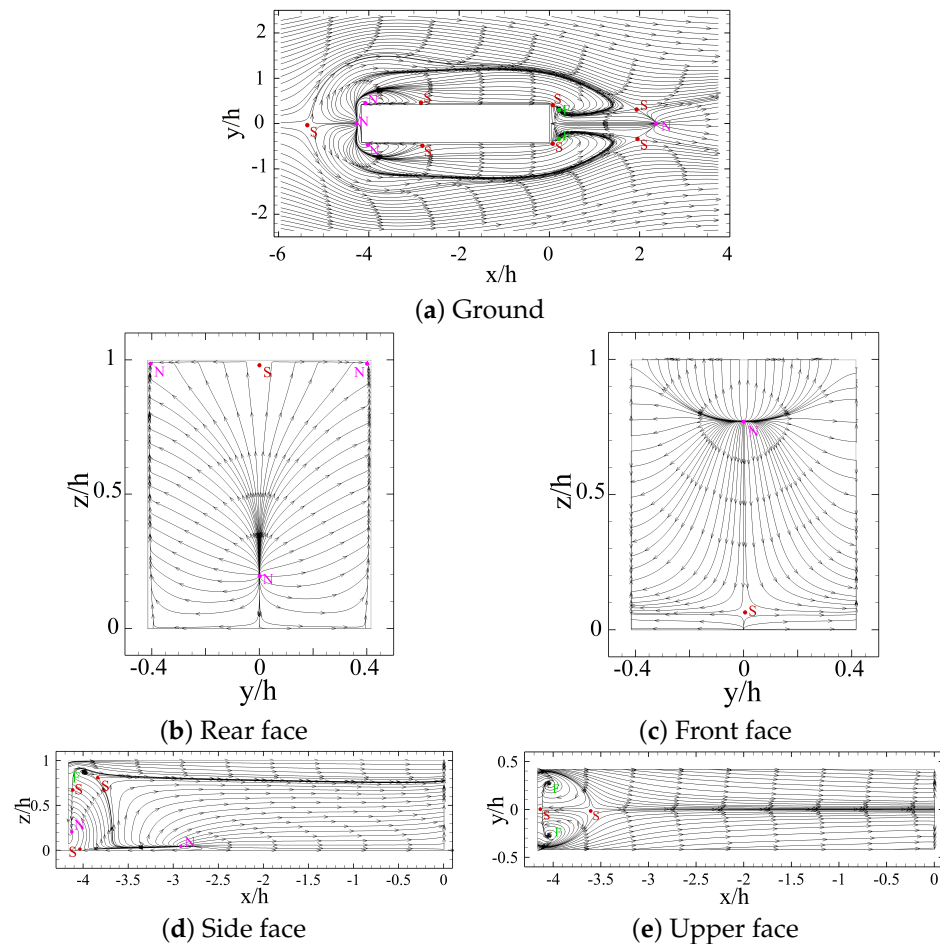 2
1
0
-1
-2
y/h
N
S
S
N
S
N
S
F
F
S
S
S
N
S
-6
-4
-2
0
2
4
x/h
(a) Ground
1
0.5
0
z/h
N
S
N
N
-0.4
0
0.4
y/h
(b) Rear face
1
0.5
0
z/h
N
S
-0.4
0
0.4
y/h
(c) Front face
1
0.5
0
z/h
F
S
S
N
S
N
-4
-3.5
-3
-2.5
-2
-1.5
-1
-0.5
0
x/h
(d) Side face
0.5
0
-0.5
y/h
F
S
S
F
-4
-3.5
-3
-2.5
-2
-1.5
-1
-0.5
0
x/h
(e) Upper face